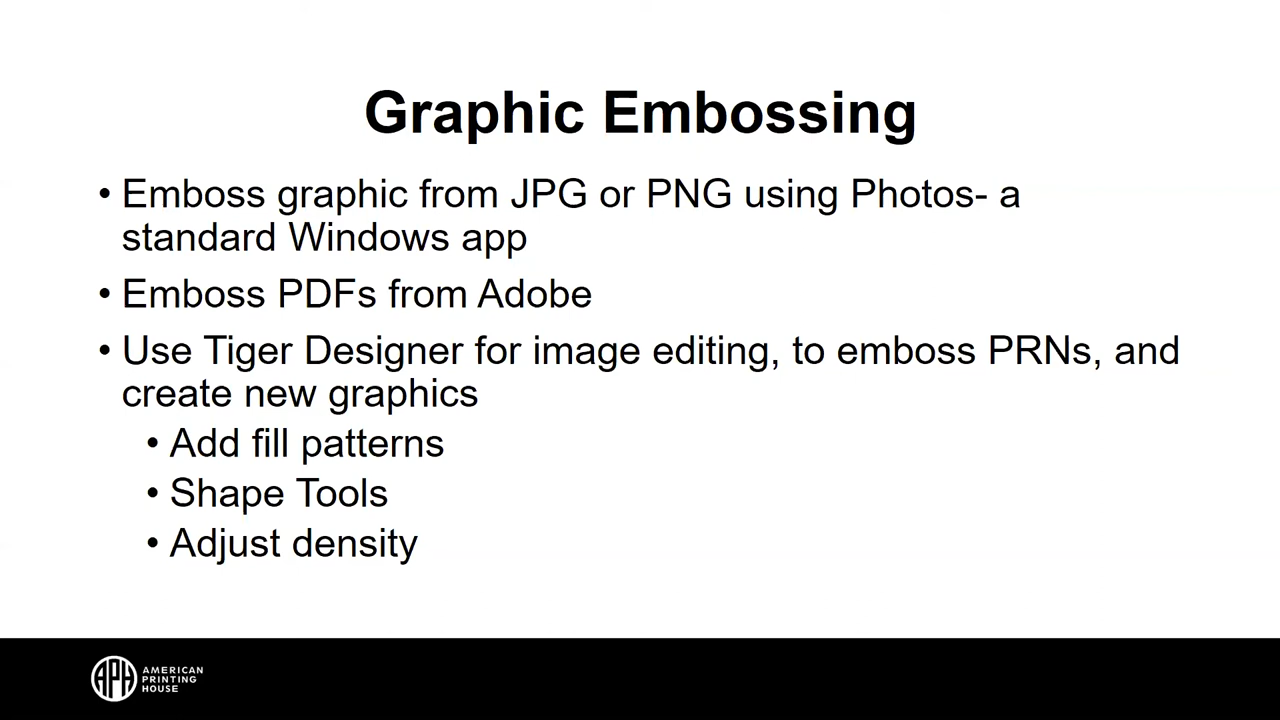 Graphic Embossing
• Emboss graphic from JPG or PNG using Photos- a
standard Windows app
• Emboss PDFs from Adobe
• Use Tiger Designer for image editing, to emboss PRNs, and
create new graphics
• Add fill patterns
• Shape Tools
• Adjust density
APH
AMERICAN
PRINTING
HOUSE